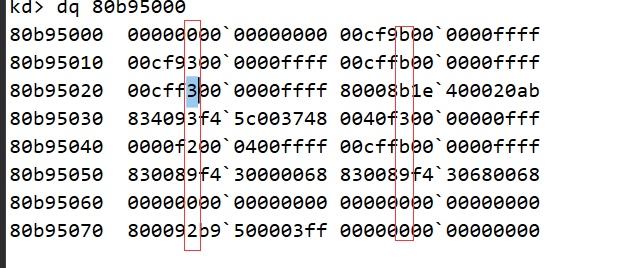 kd> dq 80b95000
80b95000  00000000`00000000 00cf9b00`0000ffff
80b95010  00cf9300`0000ffff 00cffb00`0000ffff
80b95020  00cff300`0000ffff 80008b1e`400020ab
80b95030  834093f4`5c003748 0040f300`00000fff
80b95040  0000f200`0400ffff 00cffb00`0000ffff
80b95050  830089f4`30000068 830089f4`30680068
80b95060  00000000`00000000 00000000`00000000
80b95070  800092b9`500003ff 00000000`00000000